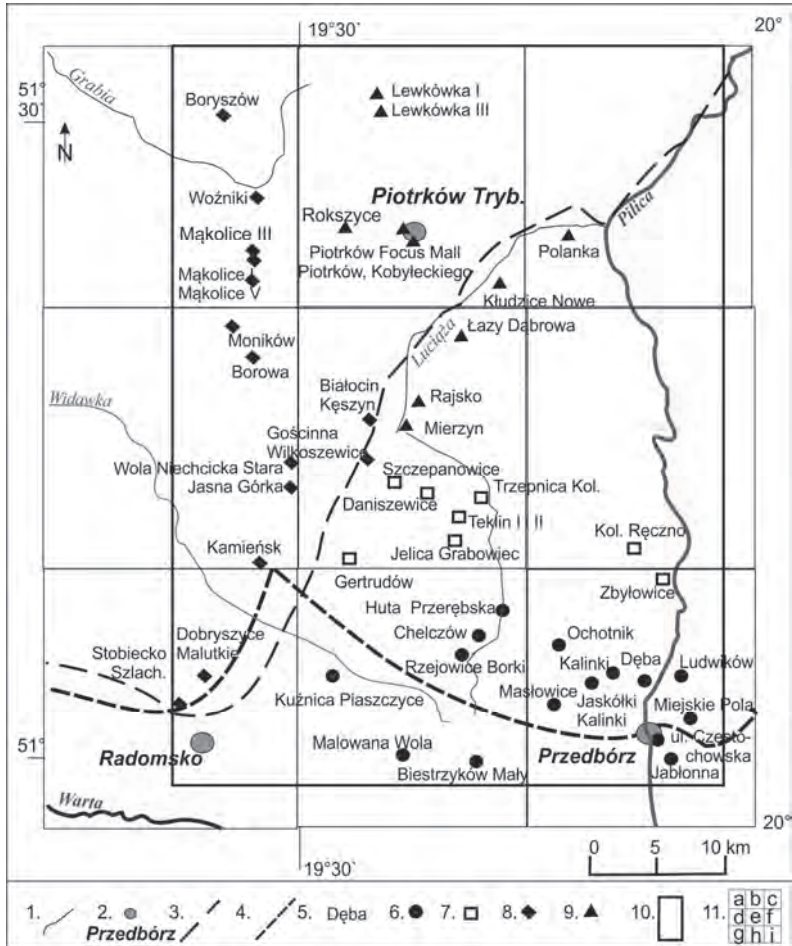 19°30`
20°
51°
30'
Grabia
Boryszów
Lewkówka I
Lewkówka III
N
Woźniki
Piotrków Tryb.
Pilica
Rokszyce
Mąkolice III
Polanka
Piotrków Focus Mall
Piotrków, Kobyłeckiego
Mąkolice I
Mąkolice V
Kłudzice Nowe
Luciąża
Łazy Dąbrowa
Moników
Borowa
Białocin
Kęszyn
Widawka
Rajsko
Gościnna
Mierzyn
Wilkoszewice
Wola Niechcicka Stara
Szczepanowice
Jasna Górka
Trzepnica Kol.
Daniszewice
Teklin I i II
Kol. Ręczno
Kamieńsk
Jelica Grabowiec
Gertrudów
Zbyłowice
Huta Przerębska
Dobryszyce
Malutkie
Chelczów
Ochotnik
Stobiecko
Szlach.
Rzejowice Borki
Kalinki
Dęba
Ludwików
Kuźnica Płaszczyce
Masłowice
Jaskółki
Kalinki
Miejskie Pola
51°
Radomsko
Malowana Wola
Przedbórz
ul. Często-
chowska
Biestrzyków Mały
Jabłonna
Warta
20°
19°30`
0 5 10 km
1. 2. 3. 4. 5. Dęba 6. 7. 8. 9. 10. 11. a b c
Przedbórz
d e f
g h i